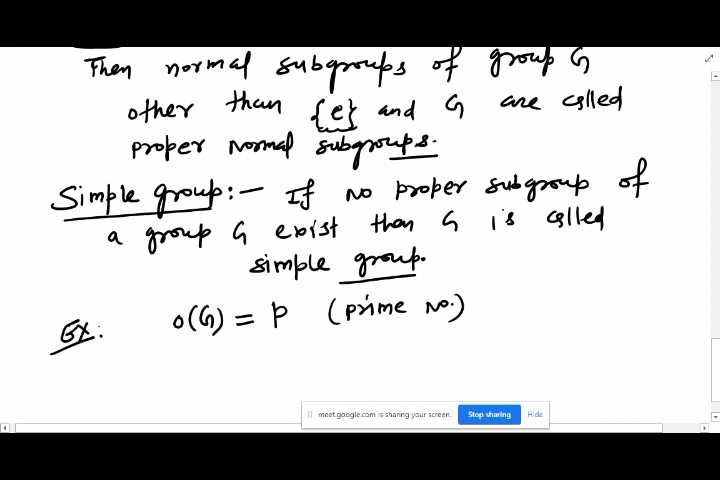 Then normal subgroups of group G
other than {e} and G are called
proper normal subgroups.
Simple group:- If no proper subgroup of
a group G exist then G is called
simple group.
Ex: o(G) = p (prime no.)
meet.google.com is sharing your screen. Stop sharing Hide